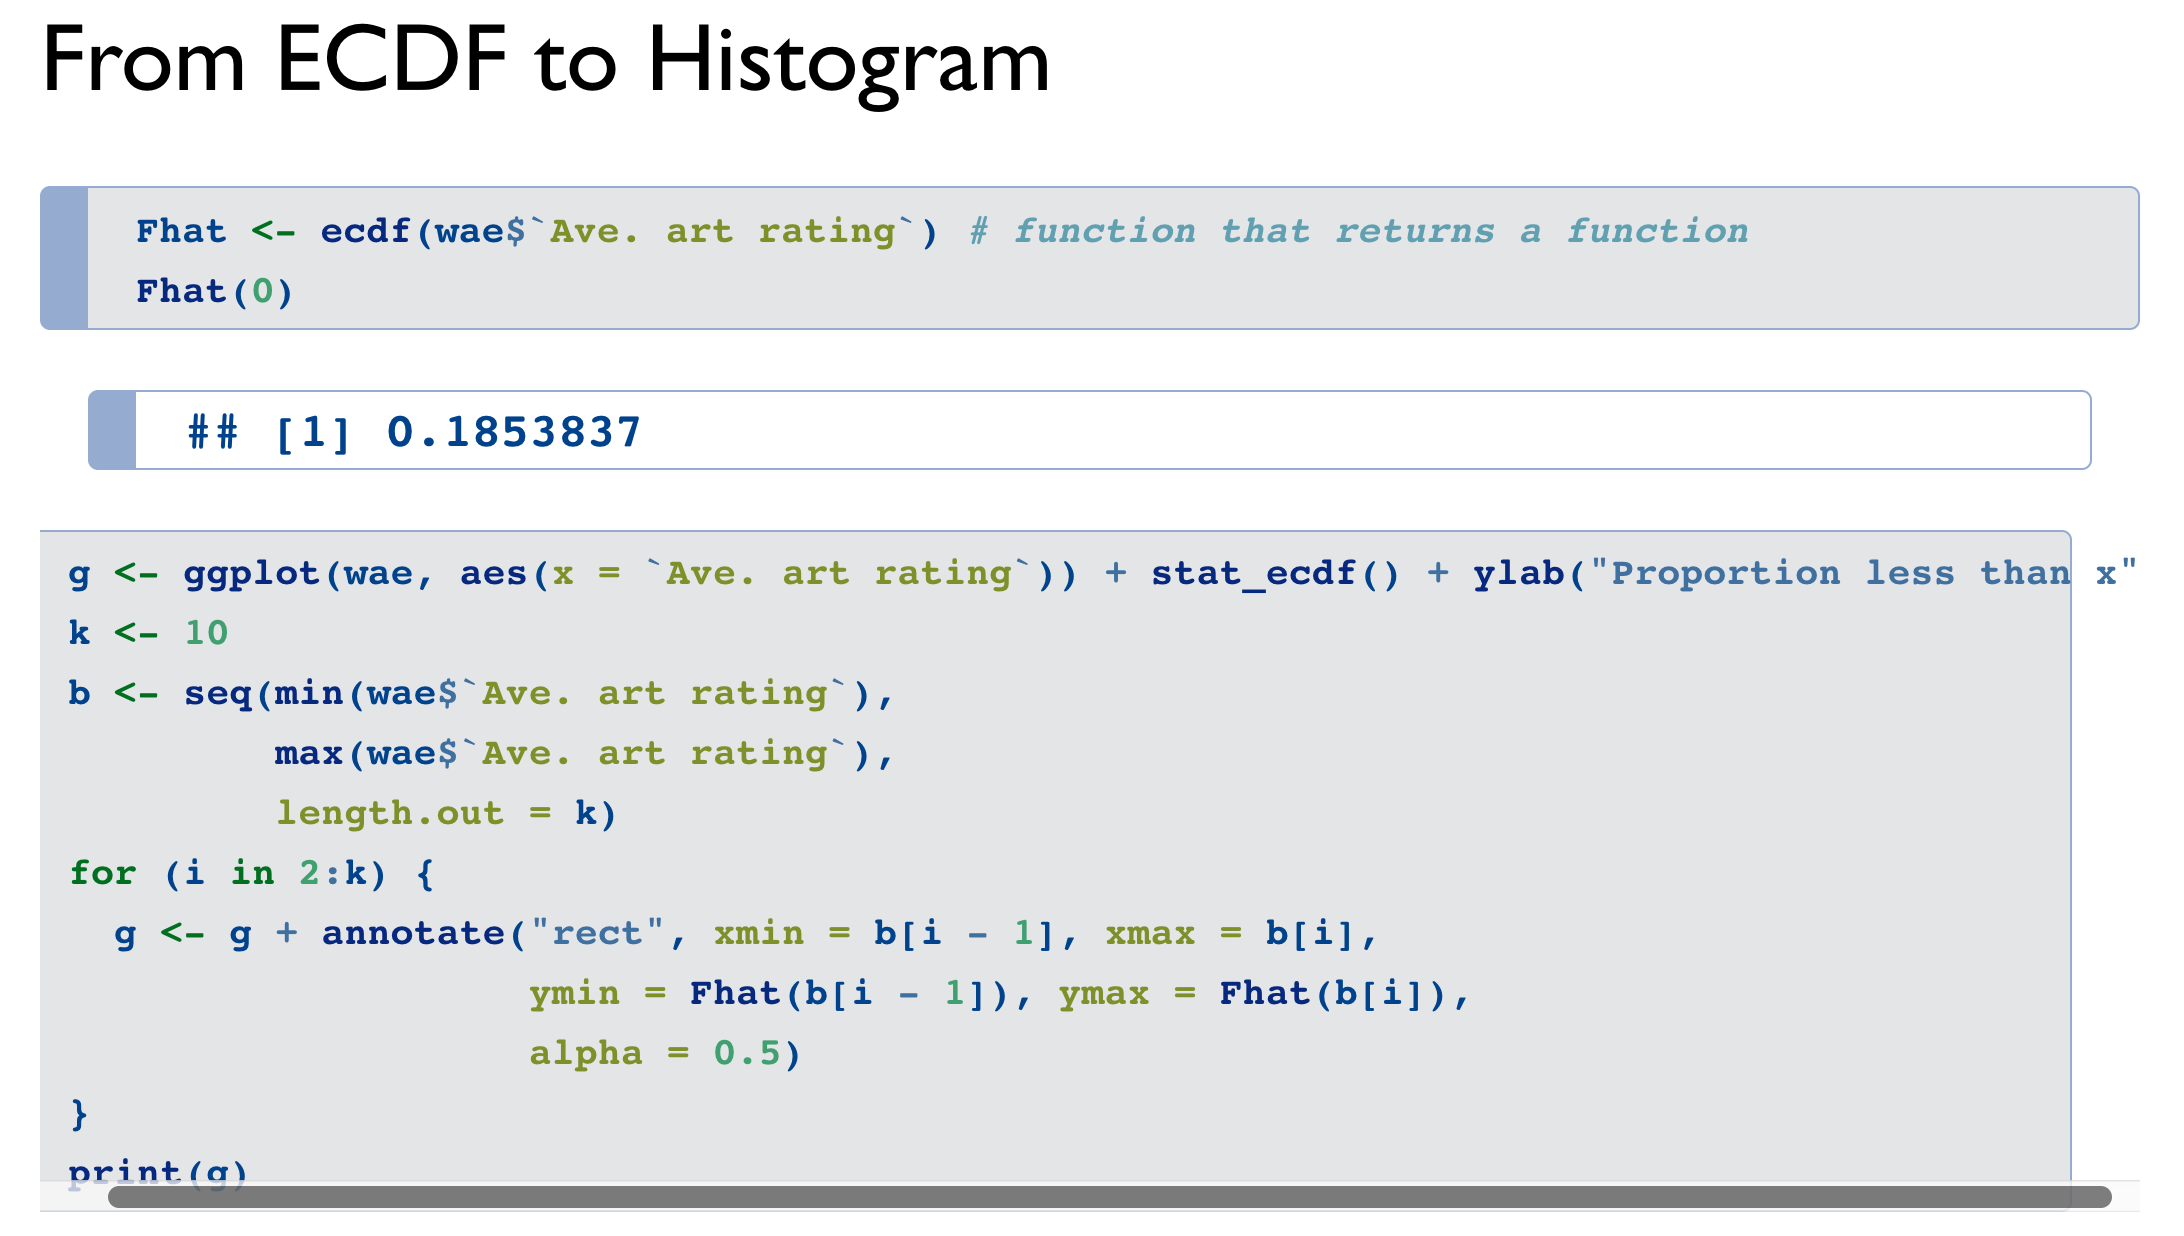 From ECDF to Histogram
Fhat <- ecdf(wae$`Ave. art rating`) # function that returns a function
Fhat(0)
## [1] 0.1853837
g <- ggplot(wae, aes(x = `Ave. art rating`)) + stat_ecdf() + ylab("Proportion less than x"
k <- 10
b <- seq(min(wae$`Ave. art rating`),
         max(wae$`Ave. art rating`),
         length.out = k)
for (i in 2:k) {
  g <- g + annotate("rect", xmin = b[i - 1], xmax = b[i],
                    ymin = Fhat(b[i - 1]), ymax = Fhat(b[i]),
                    alpha = 0.5)
}
print(g)